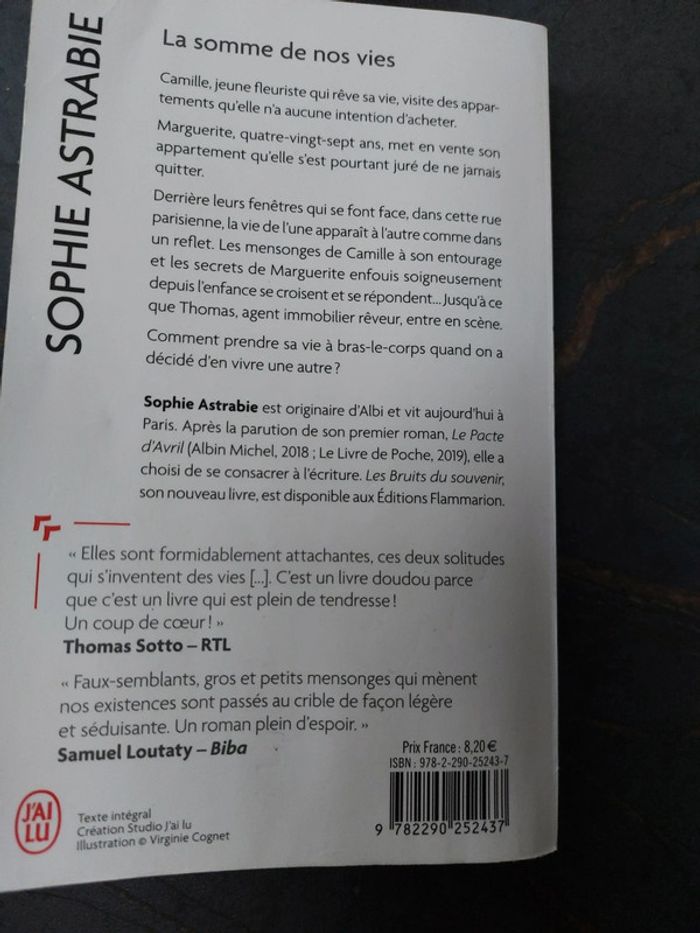 SOPHIE ASTRABIE
La somme de nos vies
Camille, jeune fleuriste qui rêve sa vie, visite des appar-
tements qu'elle n'a aucune intention d'acheter.
Marguerite, quatre-vingt-sept ans, met en vente son
appartement qu'elle s'est pourtant juré de ne jamais
quitter.
Derrière leurs fenêtres qui se font face, dans cette rue
parisienne, la vie de l'une apparaît à l'autre comme dans
un reflet. Les mensonges de Camille à son entourage
et les secrets de Marguerite enfouis soigneusement
depuis l'enfance se croisent et se répondent... Jusqu'à ce
que Thomas, agent immobilier rêveur, entre en scène.
Comment prendre sa vie à bras-le-corps quand on a
décidé d'en vivre une autre ?
Sophie Astrabie est originaire d'Albi et vit aujourd'hui à
Paris. Après la parution de son premier roman, Le Pacte
d'Avril (Albin Michel, 2018 ; Le Livre de Poche, 2019), elle a
choisi de se consacrer à l'écriture. Les Bruits du souvenir,
son nouveau livre, est disponible aux Éditions Flammarion.
« Elles sont formidablement attachantes, ces deux solitudes
qui s'inventent des vies [...]. C'est un livre doudou parce
que c'est un livre qui est plein de tendresse !
Un coup de cœur ! »
Thomas Sotto – RTL
« Faux-semblants, gros et petits mensonges qui mènent
nos existences sont passés au crible de façon légère
et séduisante. Un roman plein d'espoir. »
Samuel Loutaty – Biba
Prix France : 8,20 €
ISBN : 978-2-290-25243-7
9 782290 252437
J'AI
LU
Texte intégral
Création Studio J'ai lu
Illustration © Virginie Cognet